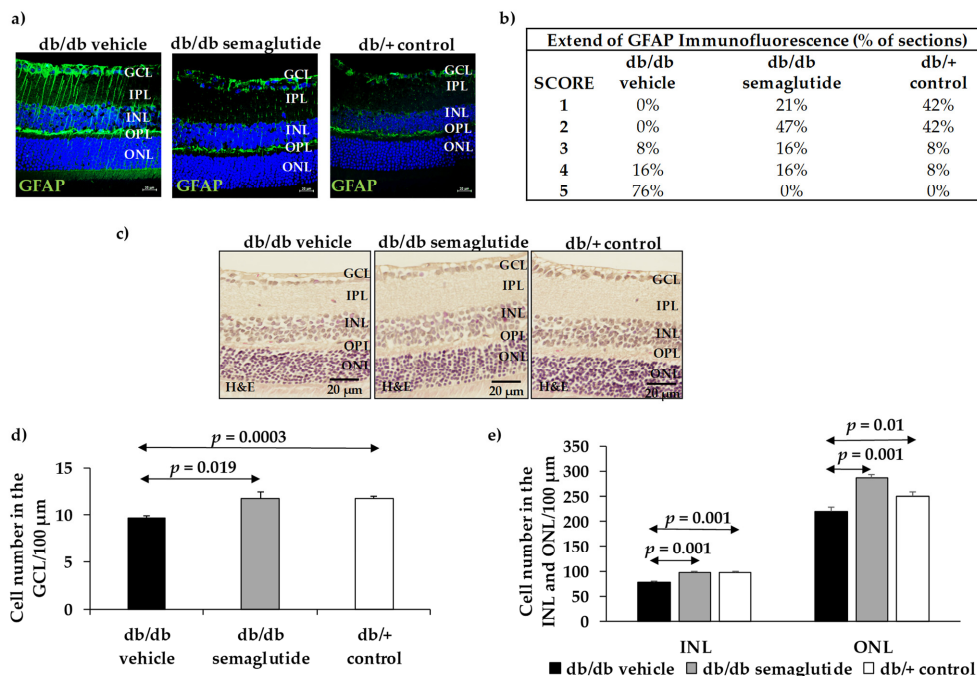 a)
db/db vehicle
db/db semaglutide
db/+ control
GCL
IPL
INL
OPL
ONL
GFAP
GCL
IPL
INL
OPL
ONL
GFAP
GCL
IPL
INL
OPL
ONL
GFAP
b)
Extend of GFAP Immunofluorescence (% of sections)
SCORE db/db vehicle db/db semaglutide db/+ control
1 0% 21% 42%
2 0% 47% 42%
3 8% 16% 8%
4 16% 16% 8%
5 76% 0% 0%
c)
db/db vehicle
db/db semaglutide
db/+ control
GCL
IPL
INL
OPL
ONL
H&E
20 µm
GCL
IPL
INL
OPL
ONL
H&E
20 µm
GCL
IPL
INL
OPL
ONL
H&E
20 µm
d)
p = 0.0003
p = 0.019
Cell number in the
GCL/100 µm
15
10
5
0
db/db
vehicle
db/db
semaglutide
db/+
control
e)
p = 0.01
p = 0.001
p = 0.001
p = 0.001
Cell number in the
INL and ONL/100 µm
350
300
250
200
150
100
50
0
INL
ONL
db/db vehicle db/db semaglutide db/+ control